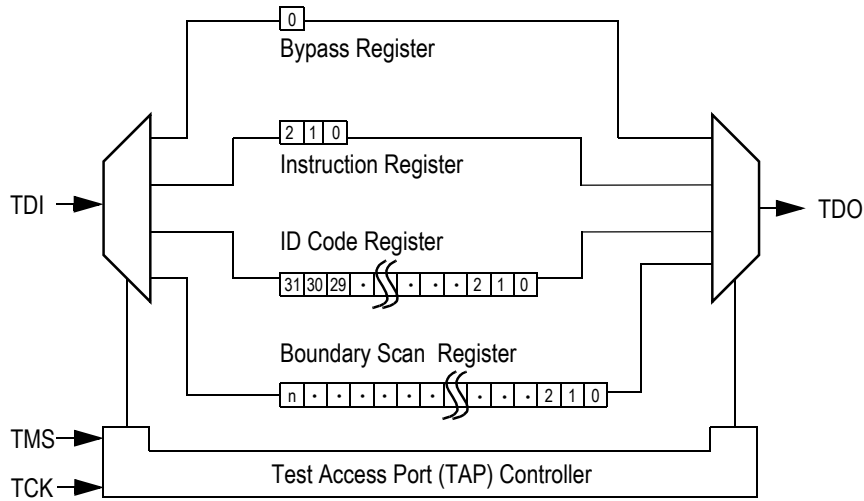 0
Bypass Register
2 1 0
Instruction Register
TDI
TDO
ID Code Register
31 30 29 · · · · 2 1 0
Boundary Scan Register
n · · · · · · · · · 2 1 0
TMS
Test Access Port (TAP) Controller
TCK